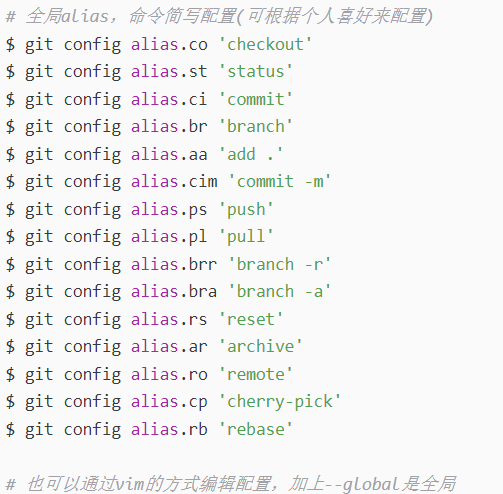 # 全局alias，命令简写配置(可根据个人喜好来配置)
$ git config alias.co 'checkout'
$ git config alias.st 'status'
$ git config alias.ci 'commit'
$ git config alias.br 'branch'
$ git config alias.aa 'add .'
$ git config alias.cim 'commit -m'
$ git config alias.ps 'push'
$ git config alias.pl 'pull'
$ git config alias.brr 'branch -r'
$ git config alias.bra 'branch -a'
$ git config alias.rs 'reset'
$ git config alias.ar 'archive'
$ git config alias.ro 'remote'
$ git config alias.cp 'cherry-pick'
$ git config alias.rb 'rebase'
# 也可以通过vim的方式编辑配置，加上--global是全局